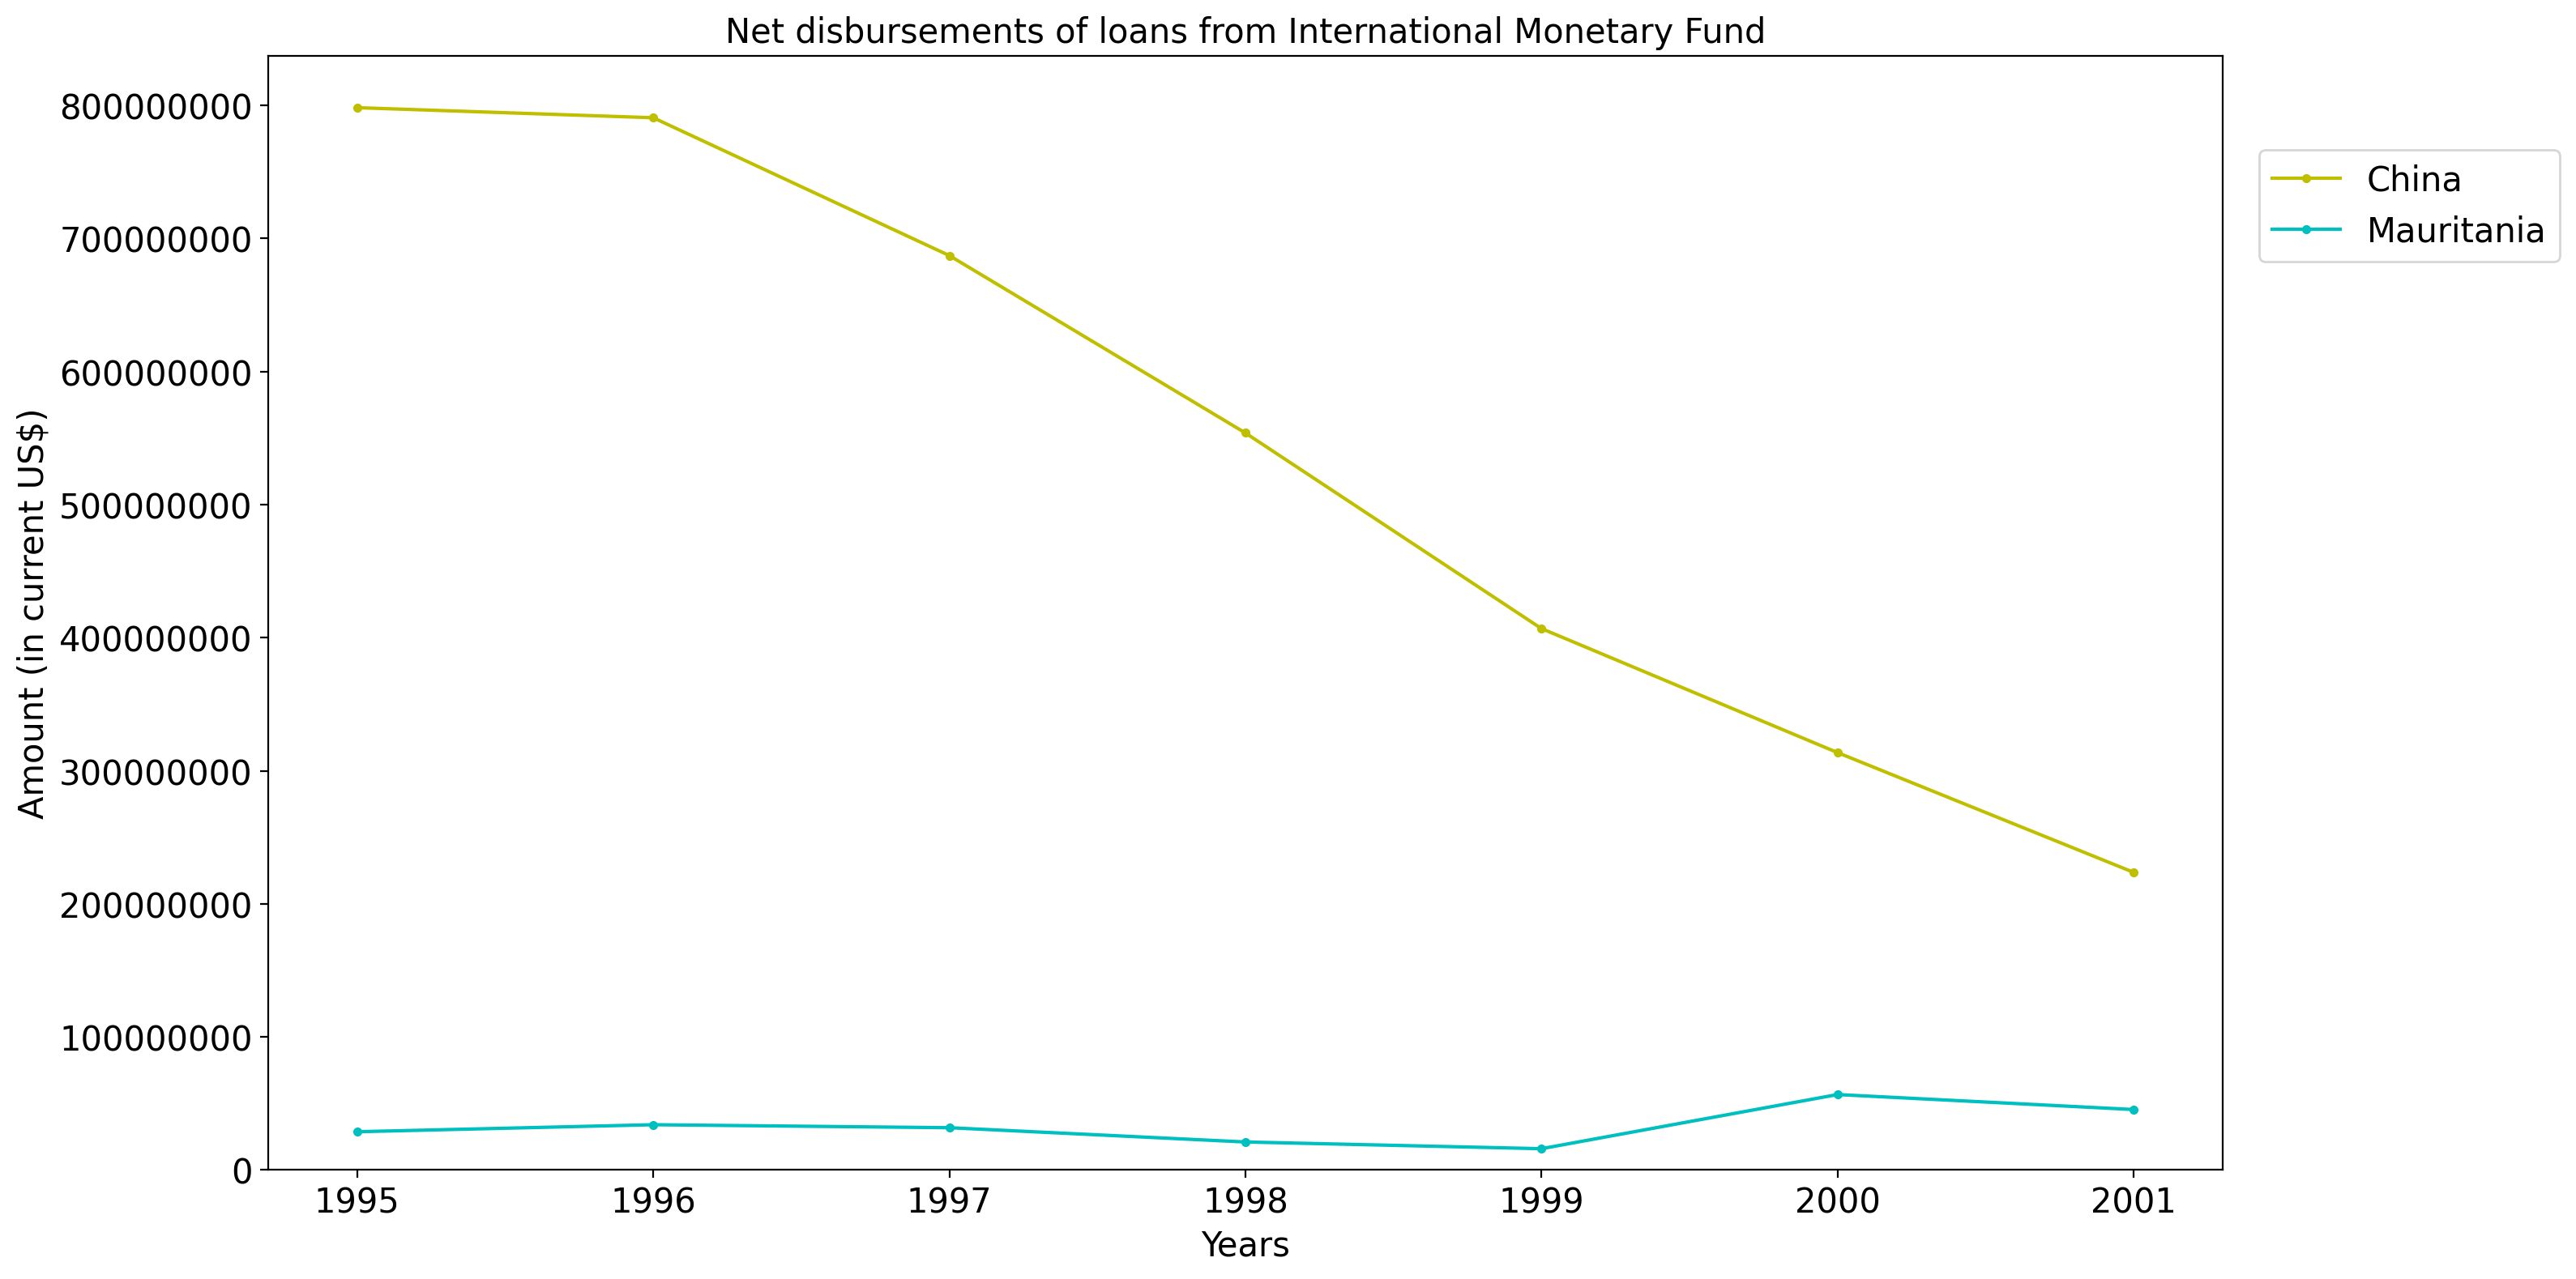 Net disbursements of loans from International Monetary Fund
800000000
700000000
600000000
500000000
400000000
300000000
200000000
100000000
0
Amount (in current US$)
1995 1996 1997 1998 1999 2000 2001
Years
China
Mauritania